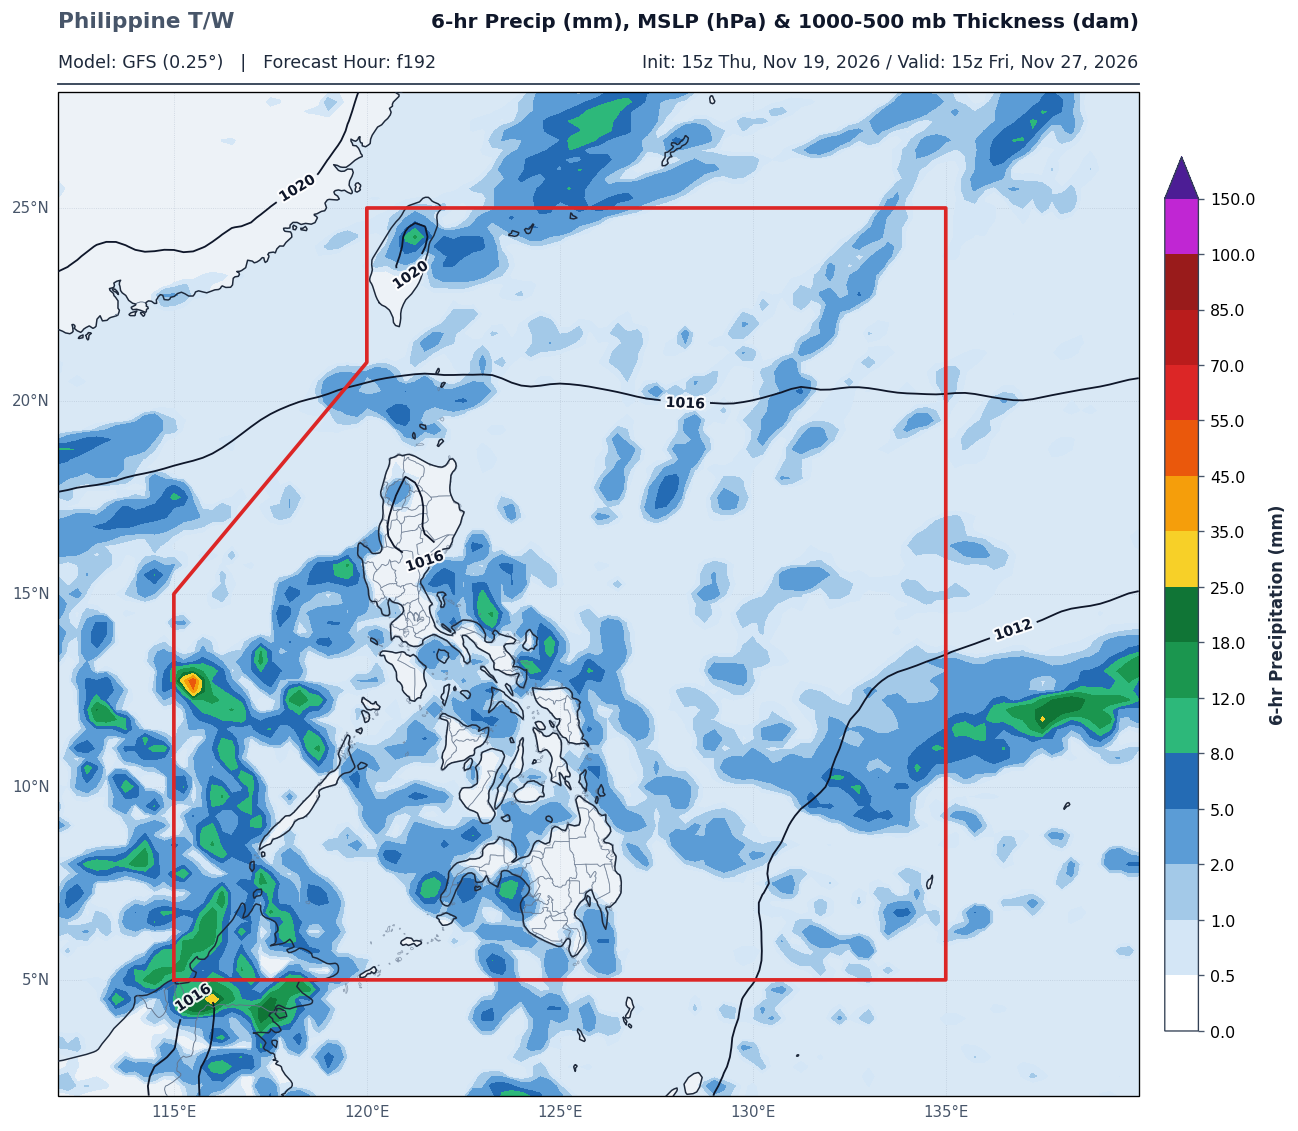 Philippine T/W
6-hr Precip (mm), MSLP (hPa) & 1000-500 mb Thickness (dam)
Model: GFS (0.25°) | Forecast Hour: f192
Init: 15z Thu, Nov 19, 2026 / Valid: 15z Fri, Nov 27, 2026
1020
1020
1016
1016
1012
1016
25°N
20°N
15°N
10°N
5°N
115°E
120°E
125°E
130°E
135°E
150.0
100.0
85.0
70.0
55.0
45.0
35.0
25.0
18.0
12.0
8.0
5.0
2.0
1.0
0.5
0.0
6-hr Precipitation (mm)